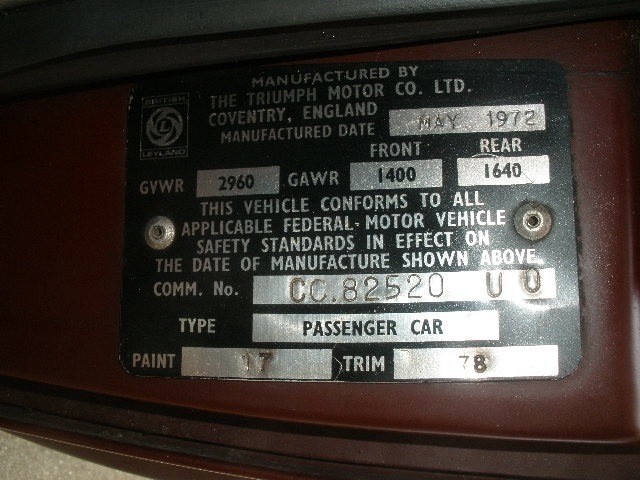 MANUFACTURED BY
THE TRIUMPH MOTOR CO. LTD.
COVENTRY, ENGLAND
MANUFACTURED DATE MAY 1972
BRITISH
L
LEYLAND
FRONT REAR
GVWR 2960 GAWR 1400 1640
THIS VEHICLE CONFORMS TO ALL
APPLICABLE FEDERAL-MOTOR VEHICLE
SAFETY STANDARDS IN EFFECT ON
THE DATE OF MANUFACTURE SHOWN ABOVE.
COMM. No. CC.82520 U O
TYPE PASSENGER CAR
PAINT 17 TRIM 78